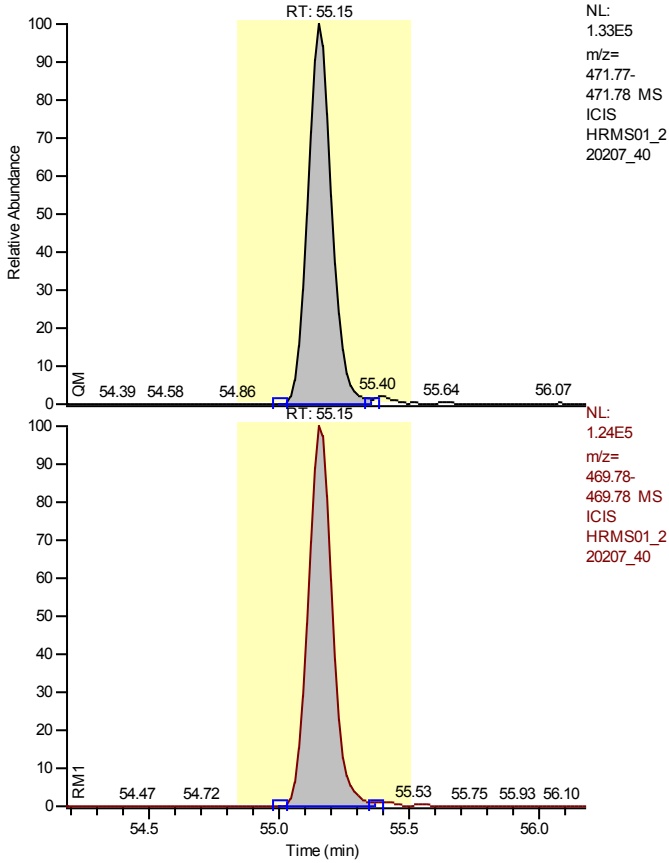 RT: 55.15
NL:
1.33E5
m/z=
471.77-
471.78 MS
ICIS
HRMS01_2
20207_40
100
90
80
70
60
50
40
30
20
10
0
Relative Abundance
QM
54.39 54.58 54.86 55.40 55.64 56.07
RT: 55.15
NL:
1.24E5
m/z=
469.78-
469.78 MS
ICIS
HRMS01_2
20207_40
100
90
80
70
60
50
40
30
20
10
0
RM1
54.47 54.72 55.53 55.75 55.93 56.10
54.5 55.0 55.5 56.0
Time (min)